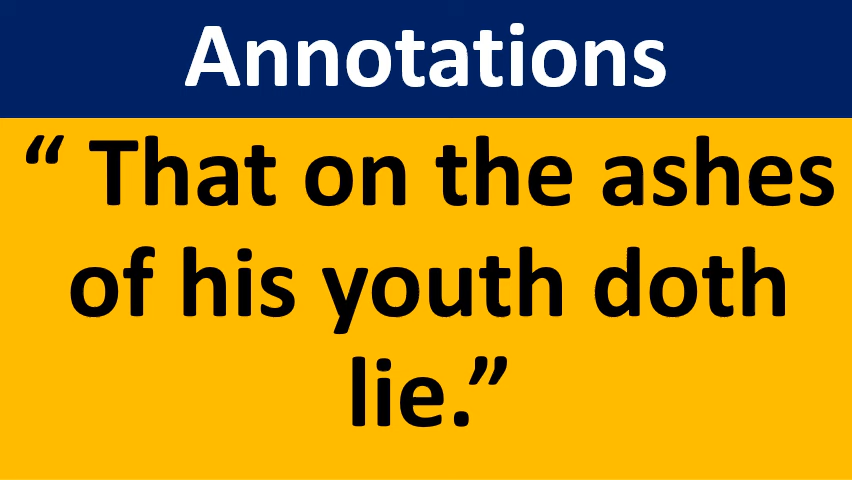 Annotations
“ That on the ashes
of his youth doth
lie.”